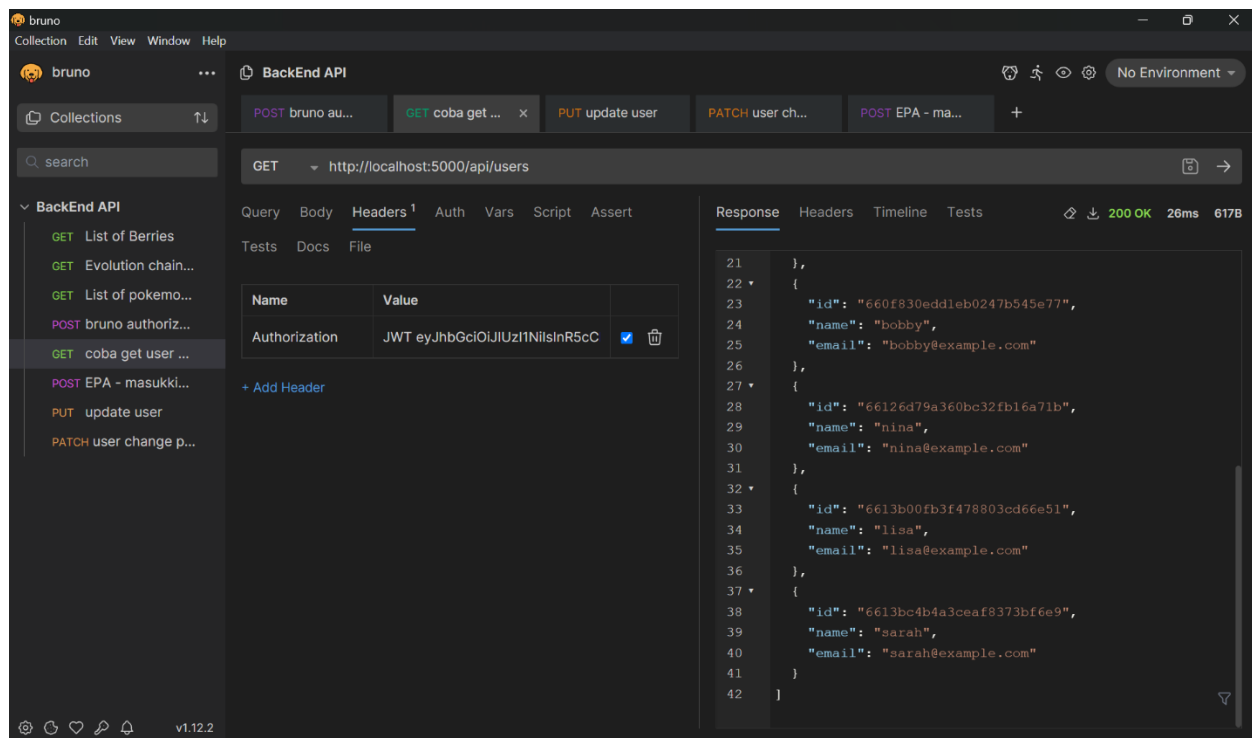 bruno
Collection Edit View Window Help
bruno ...
BackEnd API
No Environment
Collections
POST bruno au...
GET coba get ... ×
PUT update user
PATCH user ch...
POST EPA - ma...
+
search
GET http://localhost:5000/api/users
BackEnd API
GET List of Berries
GET Evolution chain...
GET List of pokemo...
POST bruno authoriz...
GET coba get user ...
POST EPA - masukki...
PUT update user
PATCH user change p...
Query Body Headers 1 Auth Vars Script Assert
Tests Docs File
Name Value
Authorization JWT eyJhbGciOiJIUzI1NiIsInR5cC
+ Add Header
Response Headers Timeline Tests 200 OK 26ms 617B
21 },
22 {
23 "id": "660f830edd1eb0247b545e77",
24 "name": "bobby",
25 "email": "bobby@example.com"
26 },
27 {
28 "id": "66126d79a360bc32fb16a71b",
29 "name": "nina",
30 "email": "nina@example.com"
31 },
32 {
33 "id": "6613b00fb3f478803cd66e51",
34 "name": "lisa",
35 "email": "lisa@example.com"
36 },
37 {
38 "id": "6613bc4b4a3ceaf8373bf6e9",
39 "name": "sarah",
40 "email": "sarah@example.com"
41 }
42 ]
v1.12.2